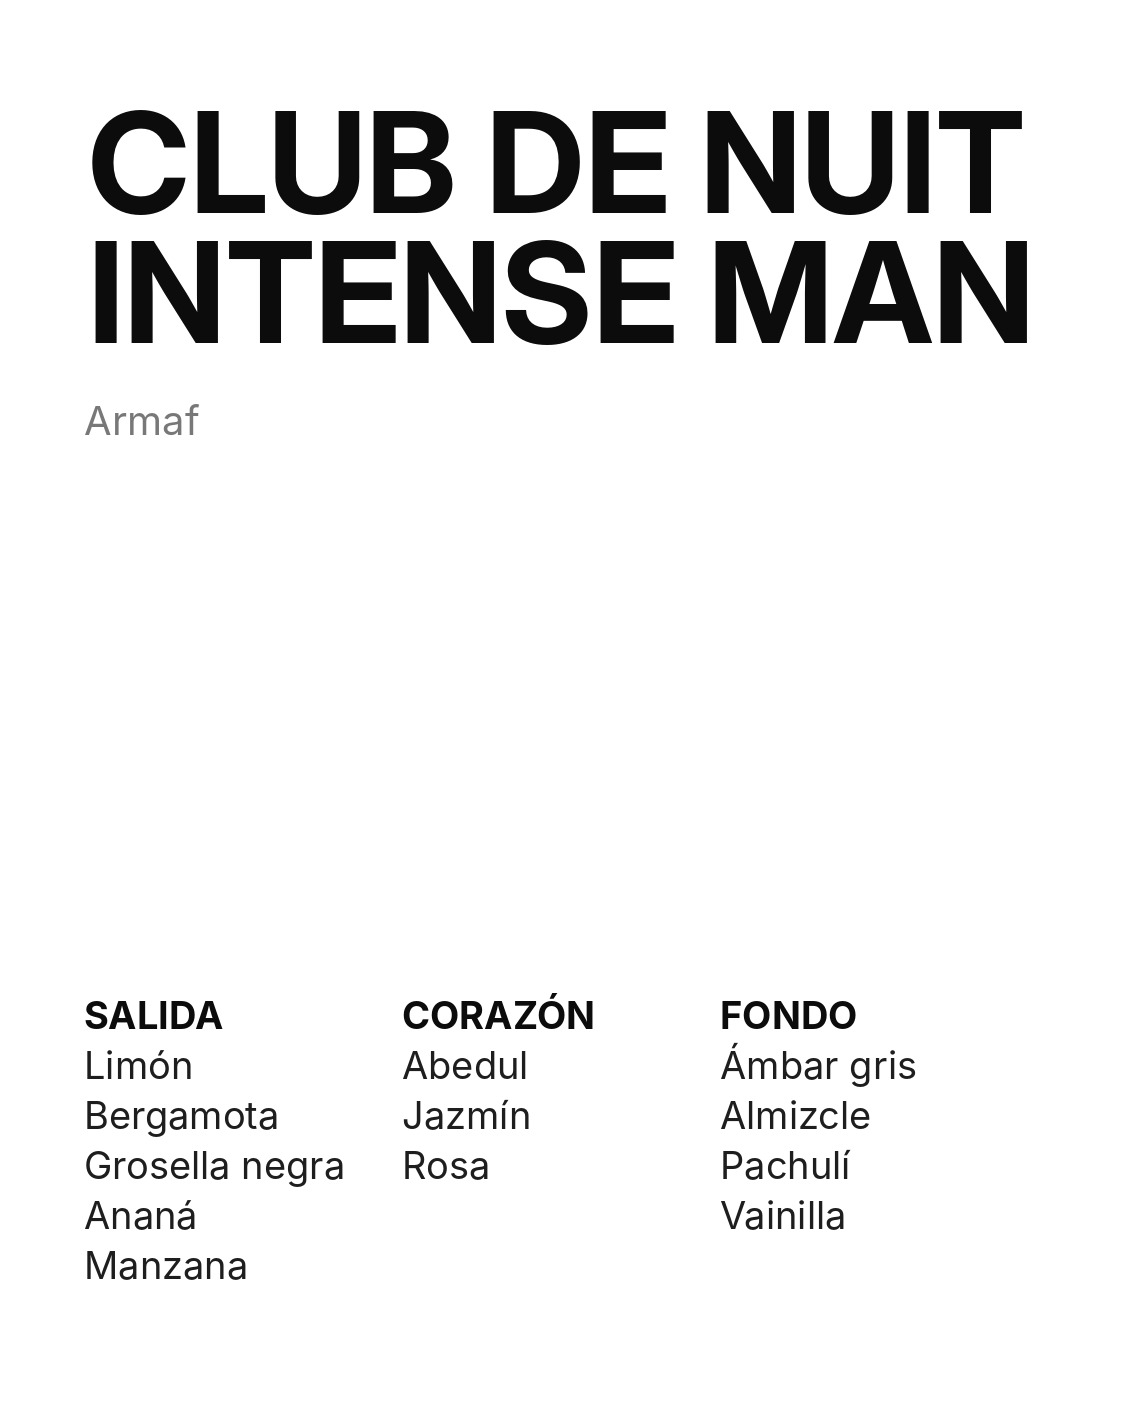 CLUB DE NUIT
INTENSE MAN
Armaf
SALIDA
Limón
Bergamota
Grosella negra
Ananá
Manzana
CORAZÓN
Abedul
Jazmín
Rosa
FONDO
Ámbar gris
Almizcle
Pachulí
Vainilla